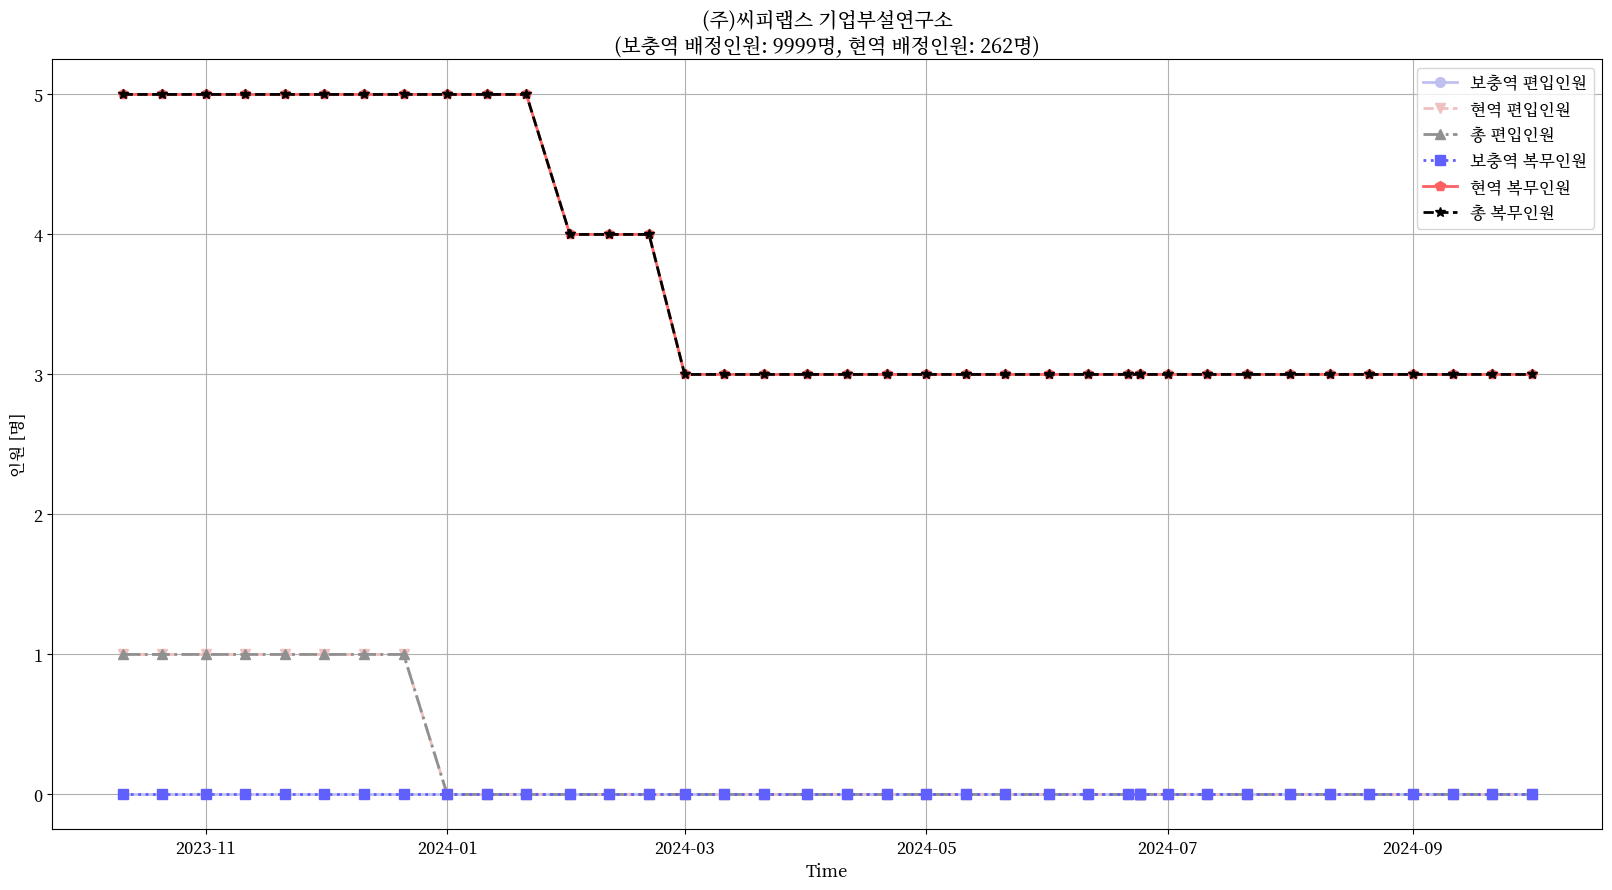 (주)씨피랩스 기업부설연구소
(보충역 배정인원: 9999명, 현역 배정인원: 262명)
보충역 편입인원
현역 편입인원
총 편입인원
보충역 복무인원
현역 복무인원
총 복무인원
5
4
3
2
1
0
인원 [명]
2023-11
2024-01
2024-03
2024-05
2024-07
2024-09
Time